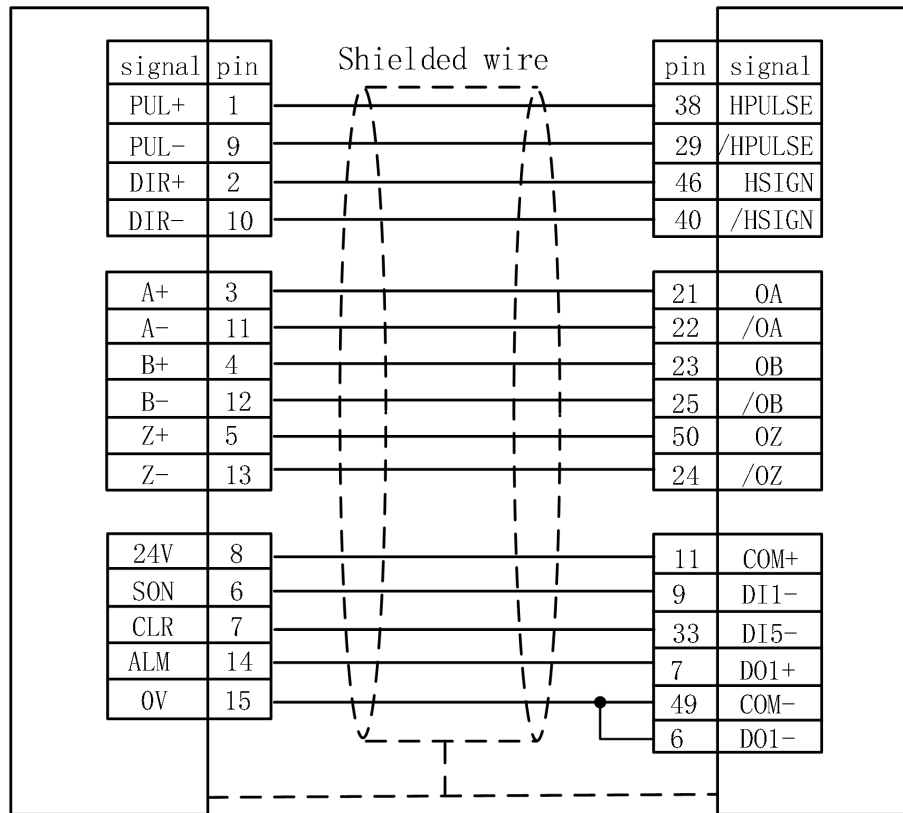 Shielded wire
signal pin pin signal
PUL+ 1 38 HPULSE
PUL- 9 29 /HPULSE
DIR+ 2 46 HSIGN
DIR- 10 40 /HSIGN
A+ 3 21 OA
A- 11 22 /OA
B+ 4 23 OB
B- 12 25 /OB
Z+ 5 50 OZ
Z- 13 24 /OZ
24V 8 11 COM+
SON 6 9 DI1-
CLR 7 33 DI5-
ALM 14 7 DO1+
0V 15 49 COM-
6 DO1-